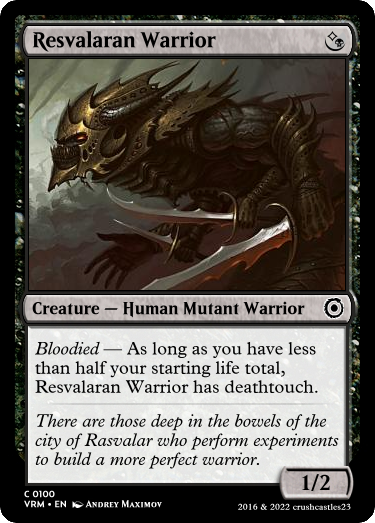 Resvalaran Warrior
Creature — Human Mutant Warrior
Bloodied — As long as you have less
than half your starting life total,
Resvalaran Warrior has deathtouch.
There are those deep in the bowels of the
city of Rasvalar who perform experiments
to build a more perfect warrior.
1/2
C 0100
VRM • EN Andrey Maximov
2016 & 2022 crushcastles23